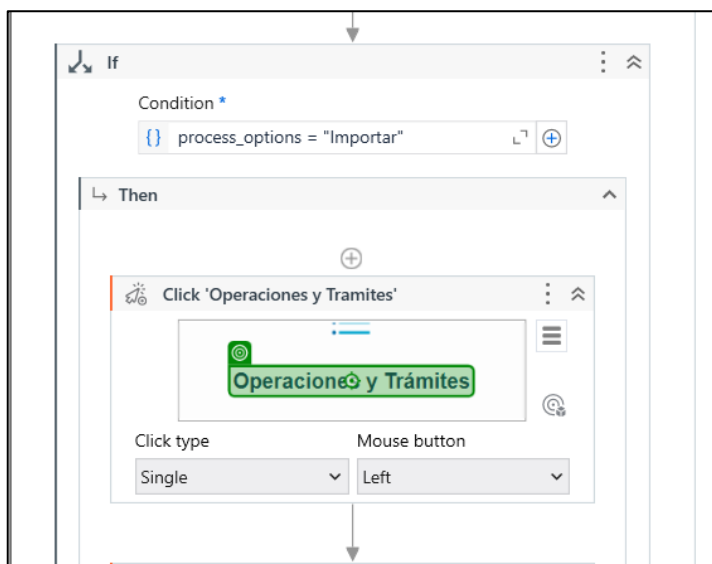 If
Condition *
{} process_options = "Importar"
Then
Click 'Operaciones y Tramites'
Operaciones y Trámites
Click type Mouse button
Single Left